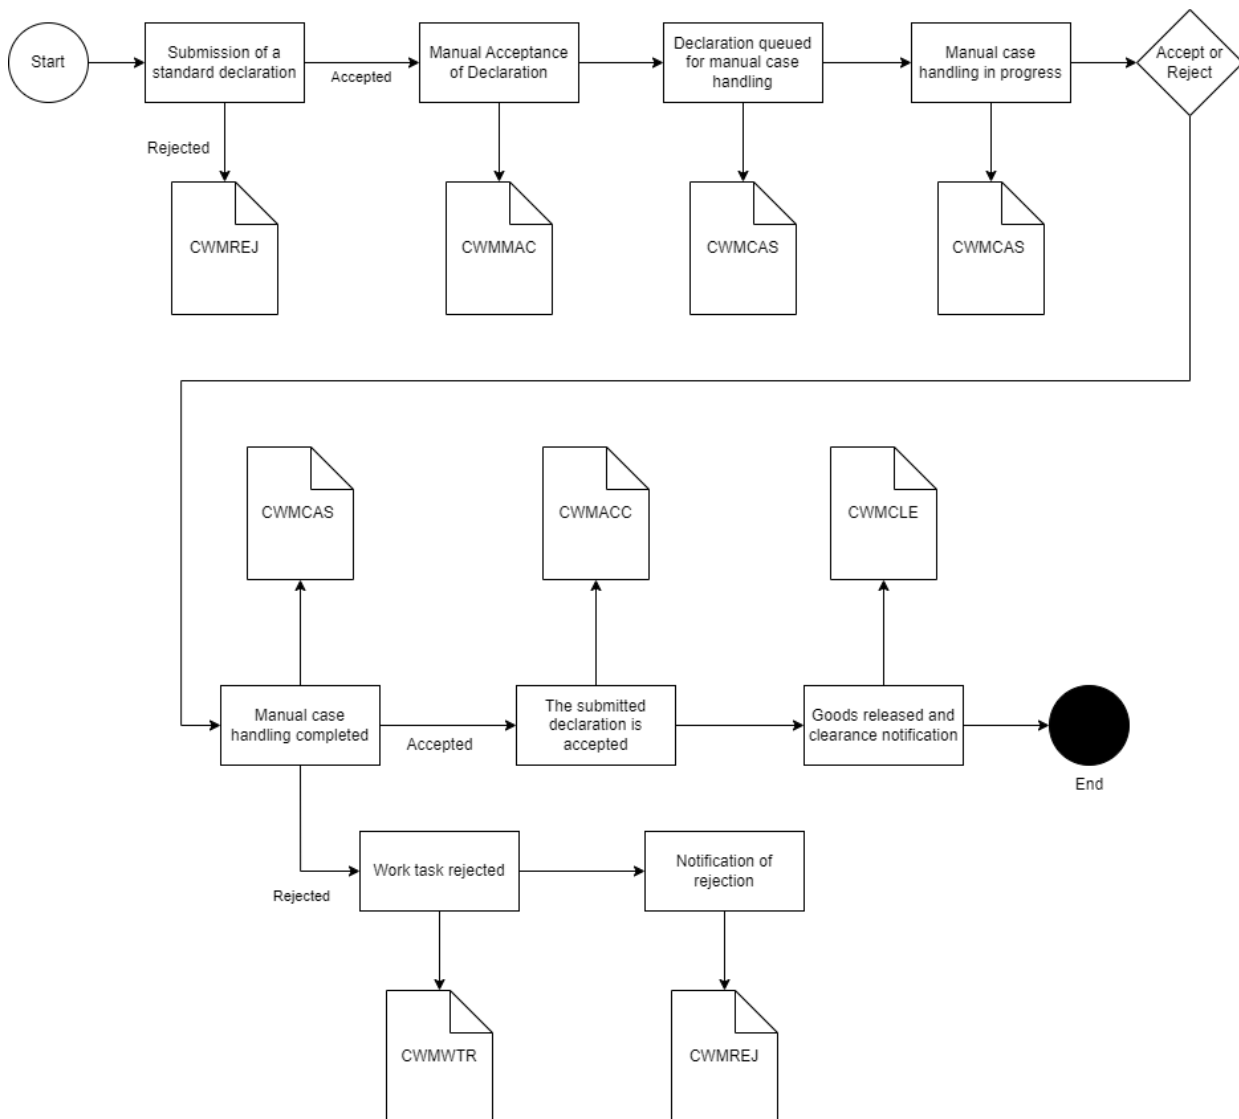 Start
Submission of a
standard declaration
Accepted
Manual Acceptance
of Declaration
Declaration queued
for manual case
handling
Manual case
handling in progress
Accept or
Reject
Rejected
CWMREJ
CWMMAC
CWMCAS
CWMCAS
CWMCAS
CWMACC
CWMCLE
Manual case
handling completed
Accepted
The submitted
declaration is
accepted
Goods released and
clearance notification
End
Rejected
Work task rejected
Notification of
rejection
CWMWTR
CWMREJ